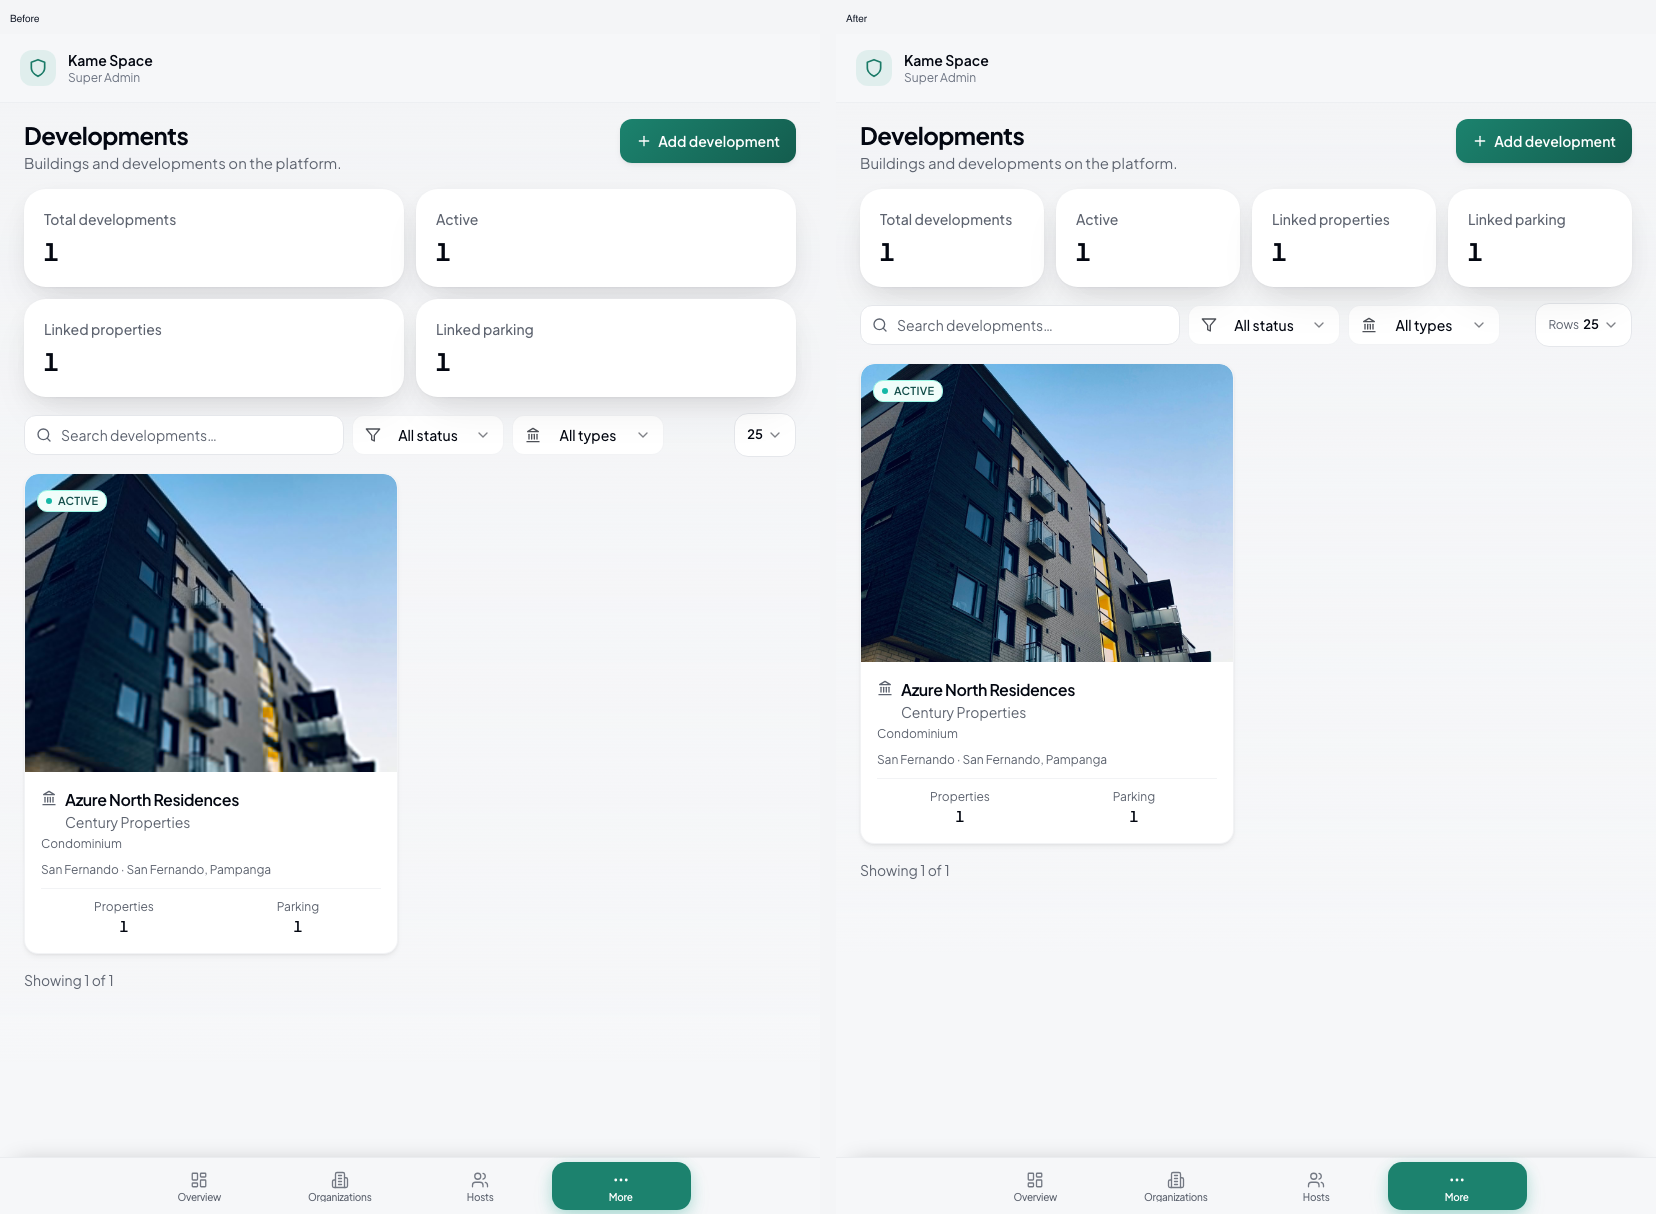 Before
Kame Space
Super Admin
Developments
Buildings and developments on the platform.
Add development
Total developments
1
Active
1
Linked properties
1
Linked parking
1
Search developments...
All status
All types
25
ACTIVE
Azure North Residences
Century Properties
Condominium
San Fernando · San Fernando, Pampanga
Properties
1
Parking
1
Showing 1 of 1
Overview
Organizations
Hosts
More
After
Kame Space
Super Admin
Developments
Buildings and developments on the platform.
Add development
Total developments
1
Active
1
Linked properties
1
Linked parking
1
Search developments...
All status
All types
Rows 25
ACTIVE
Azure North Residences
Century Properties
Condominium
San Fernando · San Fernando, Pampanga
Properties
1
Parking
1
Showing 1 of 1
Overview
Organizations
Hosts
More